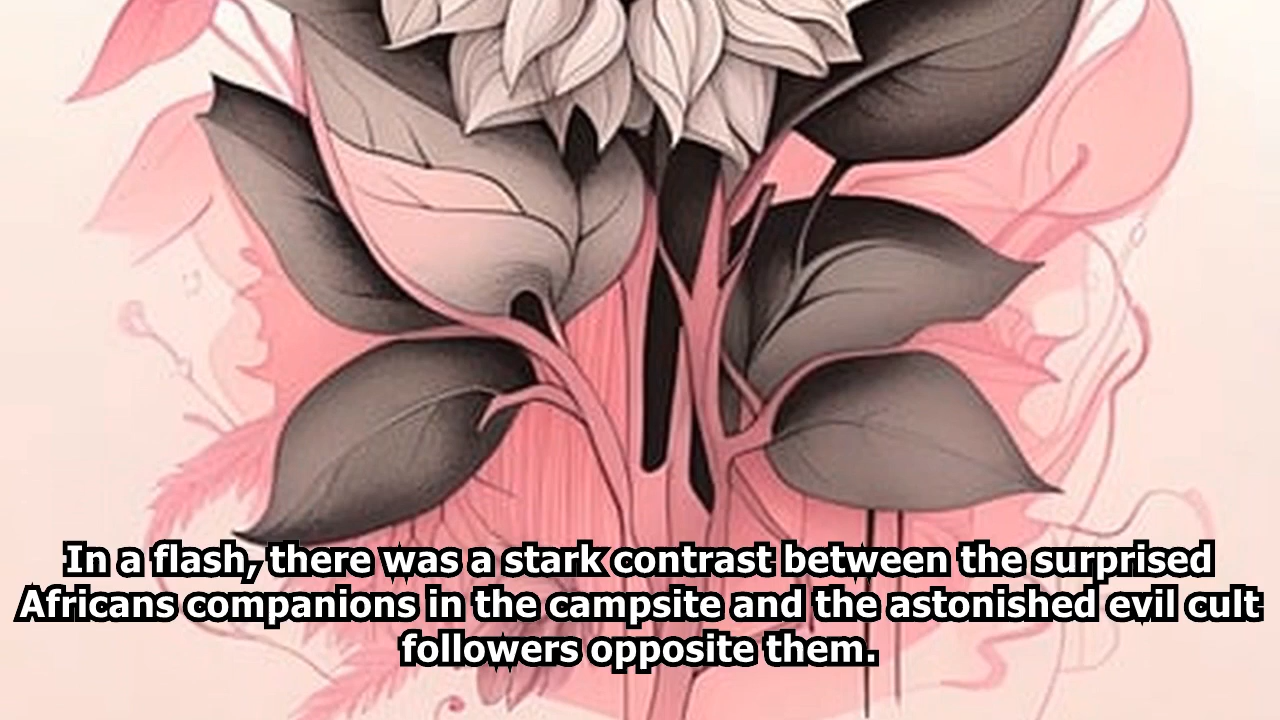 In a flash, there was a stark contrast between the surprised
Africans companions in the campsite and the astonished evil cult
followers opposite them.